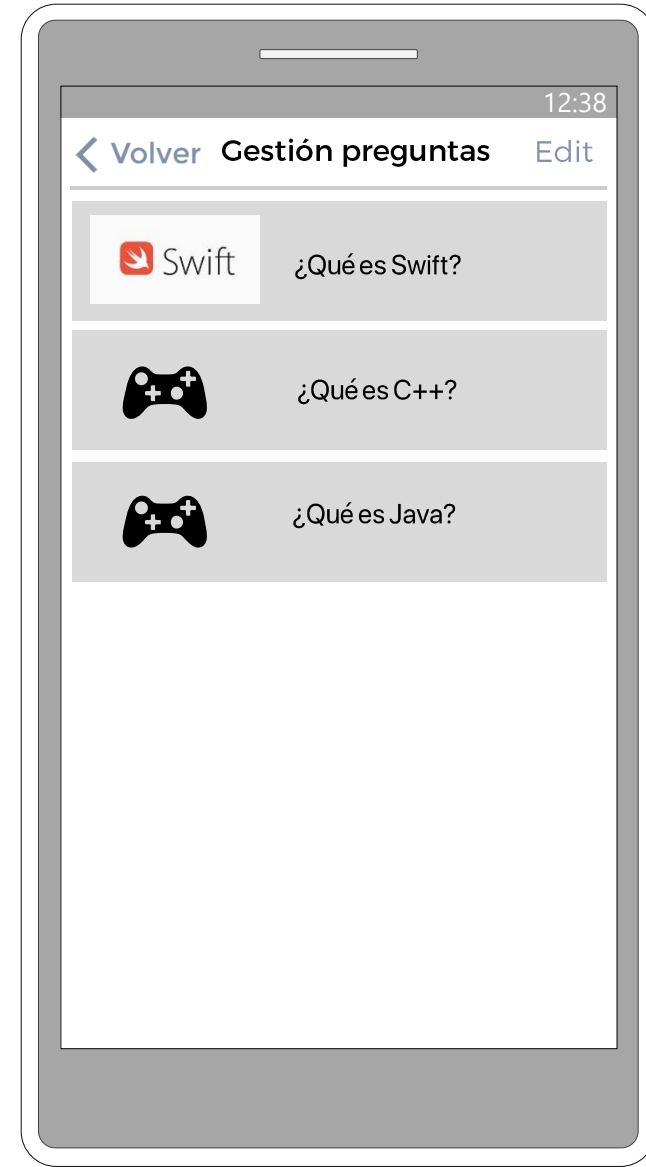 12:38
Volver Gestión preguntas Edit
Swift ¿Qué es Swift?
¿Qué es C++?
¿Qué es Java?